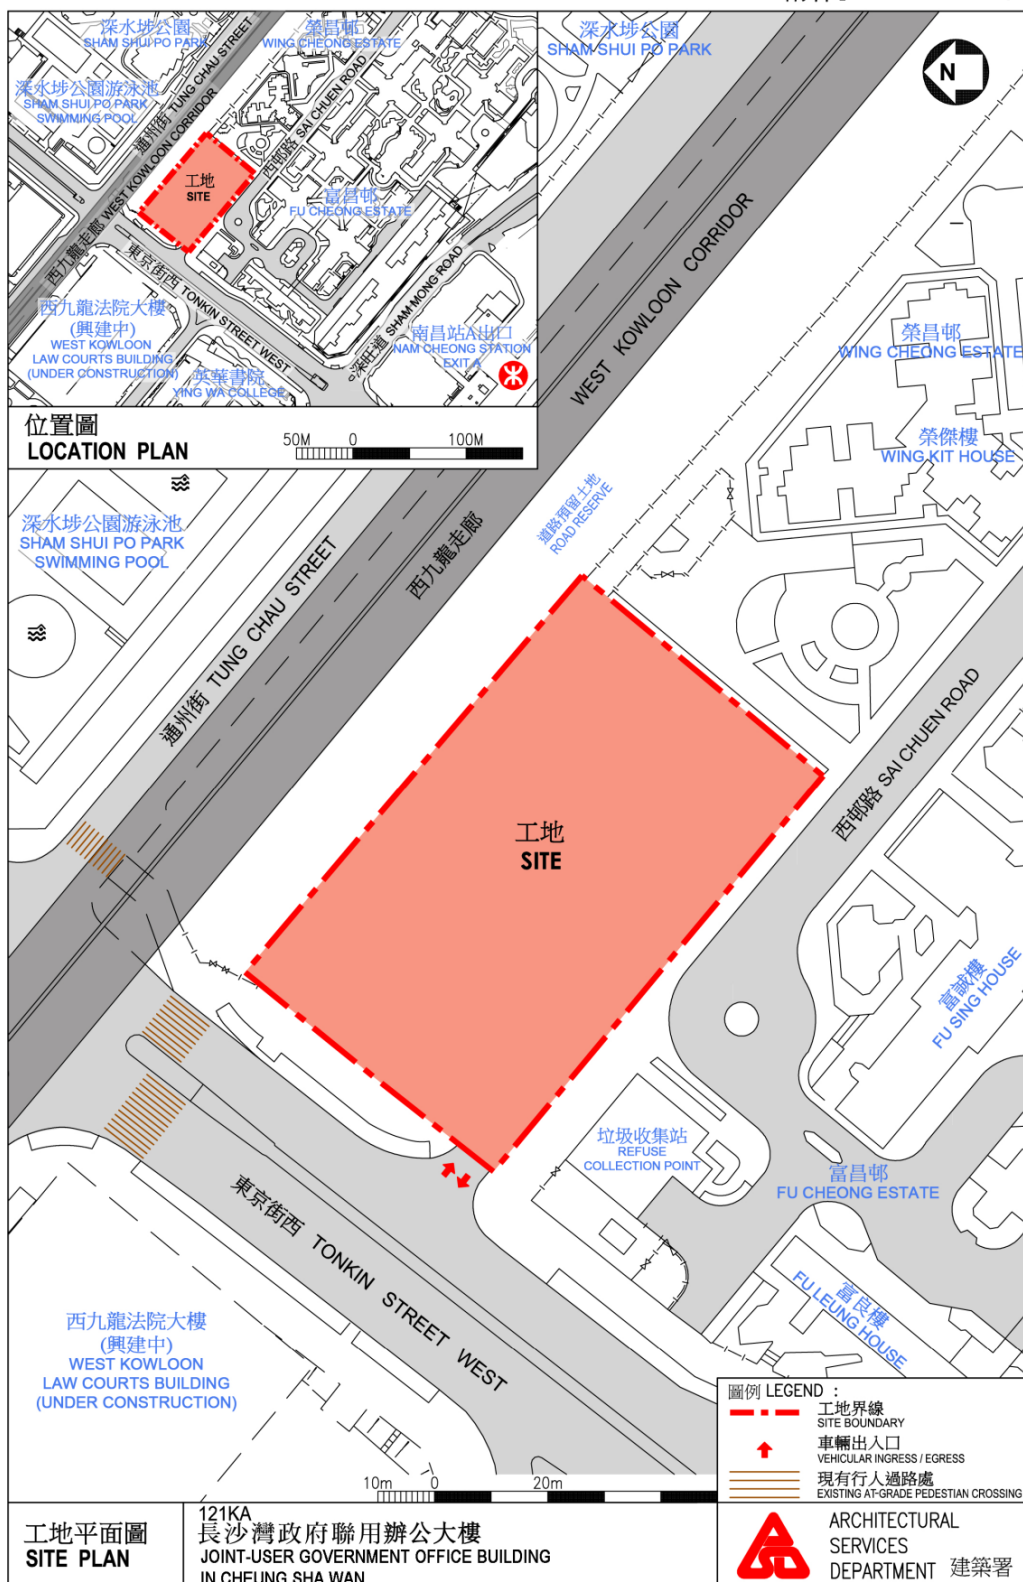 深水埗公園
SHAM SHUI PO PARK
榮昌邨
WING CHEONG ESTATE
深水埗公園游泳池
SHAM SHUI PO PARK
SWIMMING POOL
通州街 TUNG CHAU STREET
西九龍走廊 WEST KOWLOON CORRIDOR
西邨路 SAI CHUEN ROAD
工地
SITE
富昌邨
FU CHEONG ESTATE
東京街西 TONKIN STREET WEST
深旺道 SHAM MONG ROAD
西九龍法院大樓
(興建中)
WEST KOWLOON
LAW COURTS BUILDING
(UNDER CONSTRUCTION)
英華書院
YING WA COLLEGE
南昌站A出口
NAM CHEONG STATION
EXIT A
位置圖
LOCATION PLAN
50M 0 100M
深水埗公園
SHAM SHUI PO PARK
N
WEST KOWLOON CORRIDOR
西九龍走廊
榮昌邨
WING CHEONG ESTATE
榮傑樓
WING KIT HOUSE
道路預留土地
ROAD RESERVE
深水埗公園游泳池
SHAM SHUI PO PARK
SWIMMING POOL
通州街 TUNG CHAU STREET
西邨路 SAI CHUEN ROAD
工地
SITE
富誠樓
FU SING HOUSE
垃圾收集站
REFUSE
COLLECTION POINT
富昌邨
FU CHEONG ESTATE
東京街西 TONKIN STREET WEST
富良樓
FU LEUNG HOUSE
西九龍法院大樓
(興建中)
WEST KOWLOON
LAW COURTS BUILDING
(UNDER CONSTRUCTION)
圖例 LEGEND :
工地界線
SITE BOUNDARY
車輛出入口
VEHICULAR INGRESS / EGRESS
現有行人過路處
EXISTING AT-GRADE PEDESTIAN CROSSING
10m 0 20m
工地平面圖
SITE PLAN
121KA
長沙灣政府聯用辦公大樓
JOINT-USER GOVERNMENT OFFICE BUILDING
IN CHEUNG SHA WAN
ARCHITECTURAL
SERVICES
DEPARTMENT 建築署